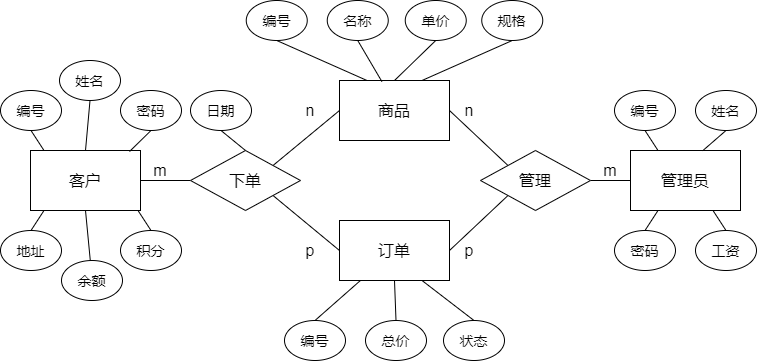 编号
名称
单价
规格
姓名
编号
密码
日期
n
商品
n
编号
姓名
客户
m
下单
管理
m
管理员
地址
余额
积分
p
订单
p
密码
工资
编号
总价
状态